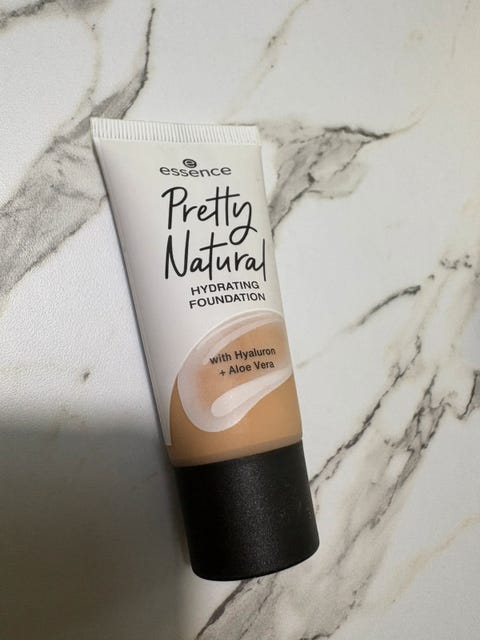 essence
Pretty
Natural
HYDRATING
FOUNDATION
with Hyaluron
+ Aloe Vera